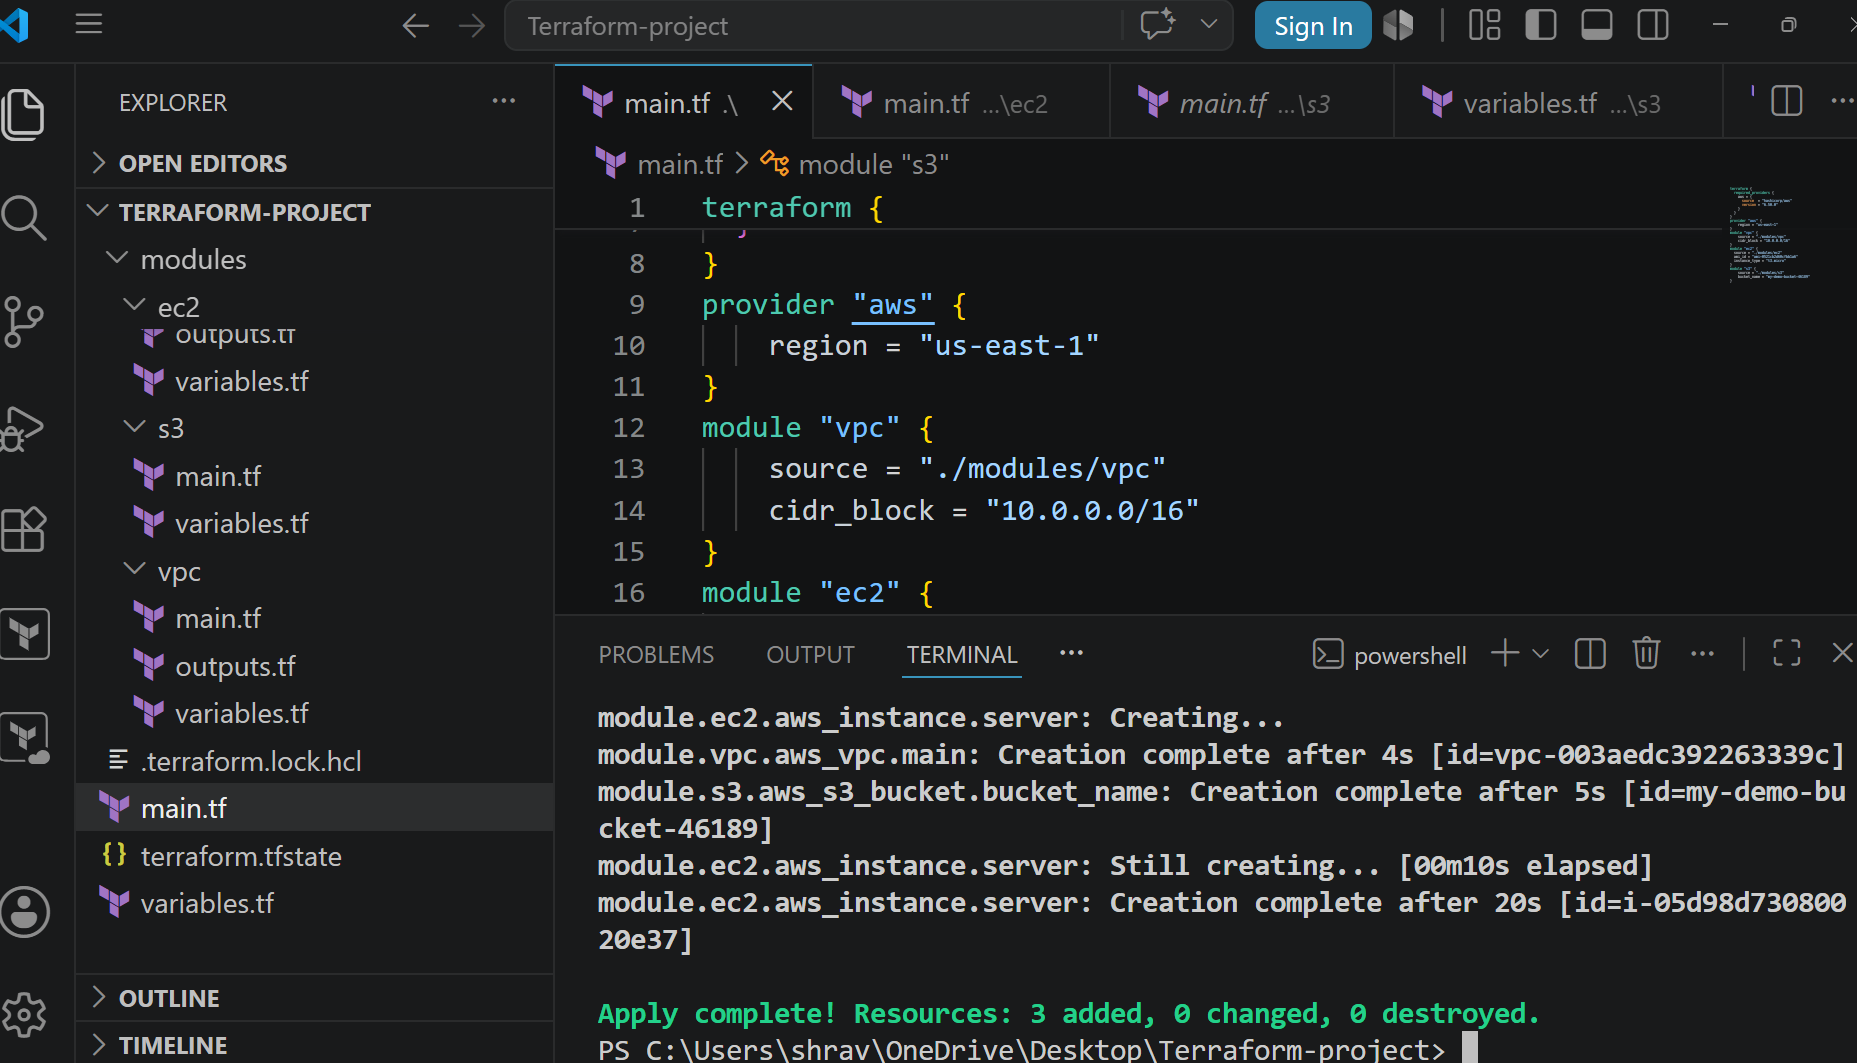 Terraform-project
Sign In
EXPLORER
main.tf .\
main.tf ...\ec2
main.tf ...\s3
variables.tf ...\s3
OPEN EDITORS
main.tf > module "s3"
TERRAFORM-PROJECT
modules
ec2
outputs.tf
variables.tf
s3
main.tf
variables.tf
vpc
main.tf
outputs.tf
variables.tf
.terraform.lock.hcl
main.tf
terraform.tfstate
variables.tf
OUTLINE
TIMELINE
1 terraform {
}
8 }
9 provider "aws" {
10 region = "us-east-1"
11 }
12 module "vpc" {
13 source = "./modules/vpc"
14 cidr_block = "10.0.0.0/16"
15 }
16 module "ec2" {
PROBLEMS OUTPUT TERMINAL
powershell
module.ec2.aws_instance.server: Creating...
module.vpc.aws_vpc.main: Creation complete after 4s [id=vpc-003aedc392263339c]
module.s3.aws_s3_bucket.bucket_name: Creation complete after 5s [id=my-demo-bu
cket-46189]
module.ec2.aws_instance.server: Still creating... [00m10s elapsed]
module.ec2.aws_instance.server: Creation complete after 20s [id=i-05d98d730800
20e37]
Apply complete! Resources: 3 added, 0 changed, 0 destroyed.
PS C:\Users\shrav\OneDrive\Desktop\Terraform-project>